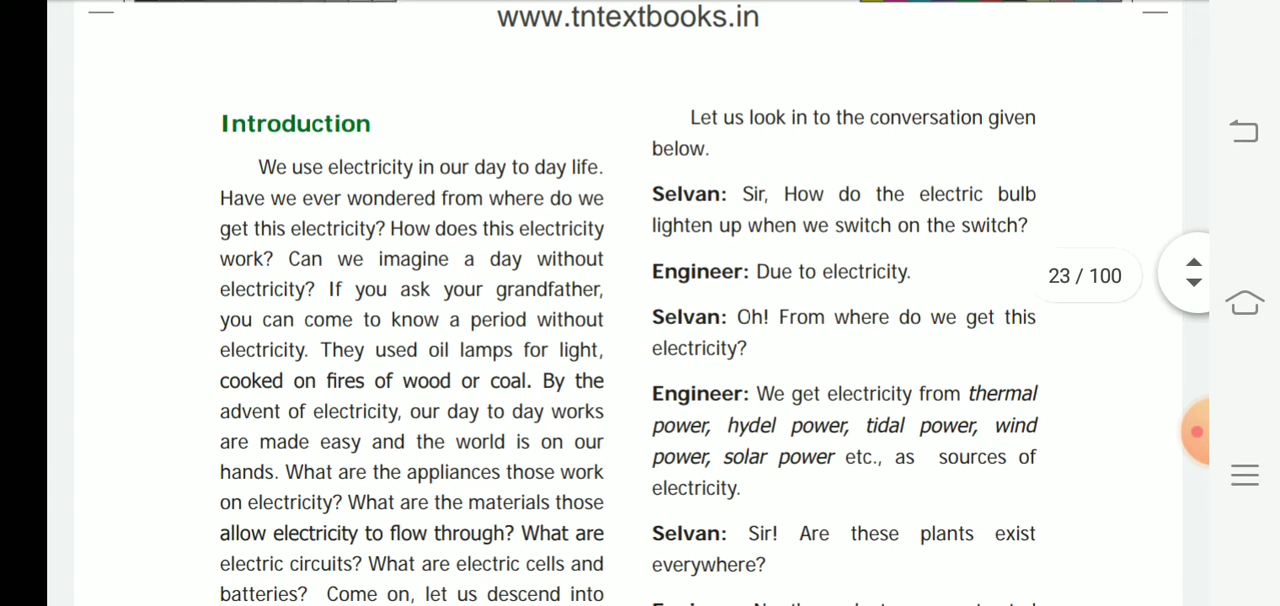 www.tntextbooks.in
Introduction
We use electricity in our day to day life.
Have we ever wondered from where do we
get this electricity? How does this electricity
work? Can we imagine a day without
electricity? If you ask your grandfather,
you can come to know a period without
electricity. They used oil lamps for light,
cooked on fires of wood or coal. By the
advent of electricity, our day to day works
are made easy and the world is on our
hands. What are the appliances those work
on electricity? What are the materials those
allow electricity to flow through? What are
electric circuits? What are electric cells and
batteries? Come on, let us descend into
Let us look in to the conversation given
below.
Selvan: Sir, How do the electric bulb
lighten up when we switch on the switch?
Engineer: Due to electricity.
Selvan: Oh! From where do we get this
electricity?
Engineer: We get electricity from thermal
power, hydel power, tidal power, wind
power, solar power etc., as sources of
electricity.
Selvan: Sir! Are these plants exist
everywhere?
23 / 100